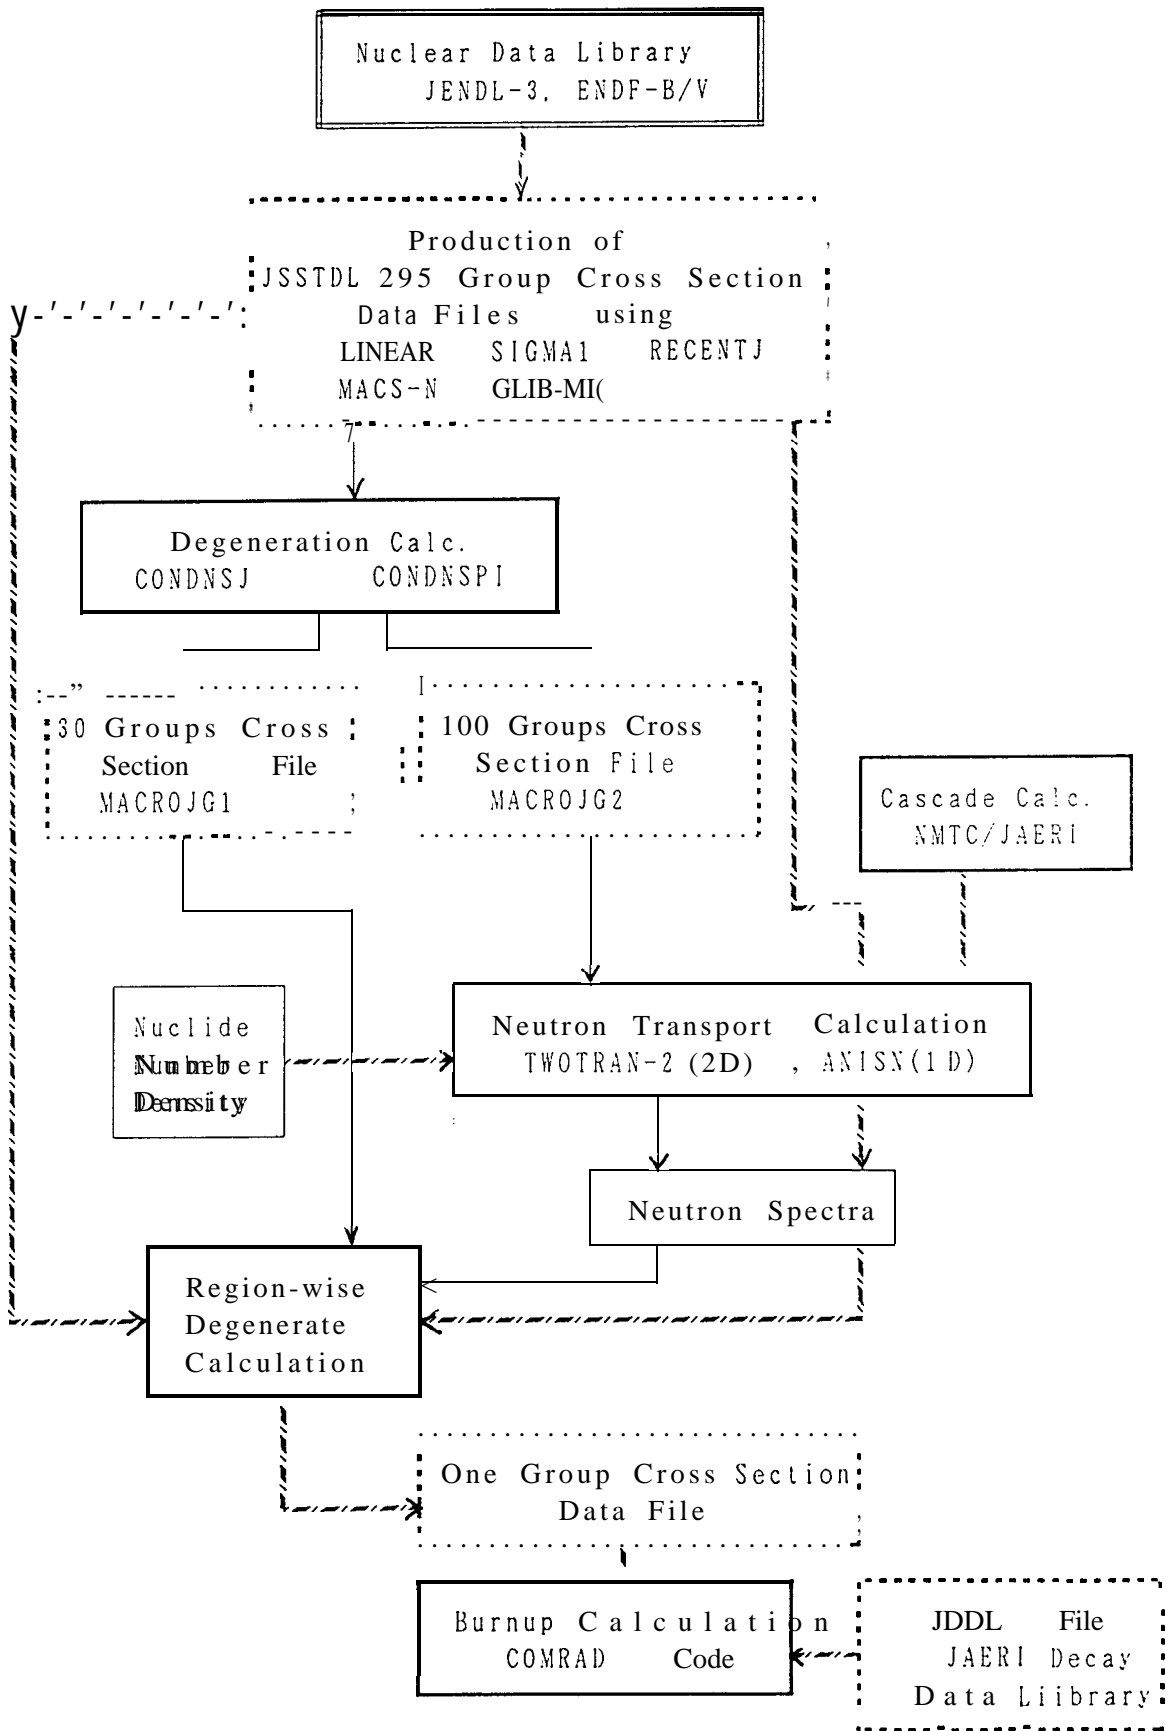 Nuclear Data Library
JENDL-3, ENDF-B/V
Production of
JSSTDL 295 Group Cross Section
Data Files using
LINEAR SIGMA1 RECENTJ
MACS-N GLIB-MI(
Degeneration Calc.
CONDNSJ CONDNSPI
30 Groups Cross
Section File
MACROJG1
100 Groups Cross
Section File
MACROJG2
Cascade Calc.
NMTC/JAERI
Nuclide
Number
Density
Neutron Transport Calculation
TWOTRAN-2 (2D) , ANISN(1D)
Neutron Spectra
Region-wise
Degenerate
Calculation
One Group Cross Section
Data File
Burnup Calculation
COMRAD Code
JDDL File
JAERI Decay
Data Liibrary